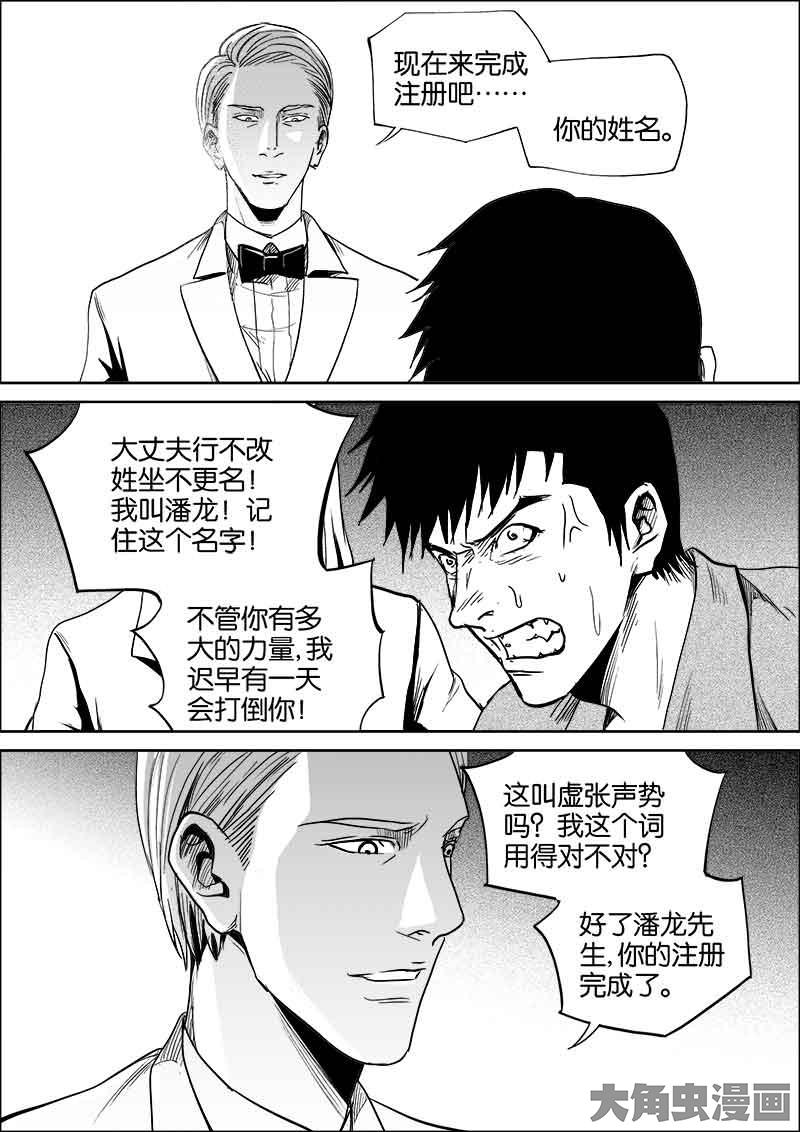 现在来完成
注册吧……
你的姓名。
大丈夫行不改
姓坐不更名！
我叫潘龙！记
住这个名字！
不管你有多
大的力量,我
迟早有一天
会打倒你！
这叫虚张声势
吗？我这个词
用得对不对？
好了潘龙先
生,你的注册
完成了。
大角虫漫画